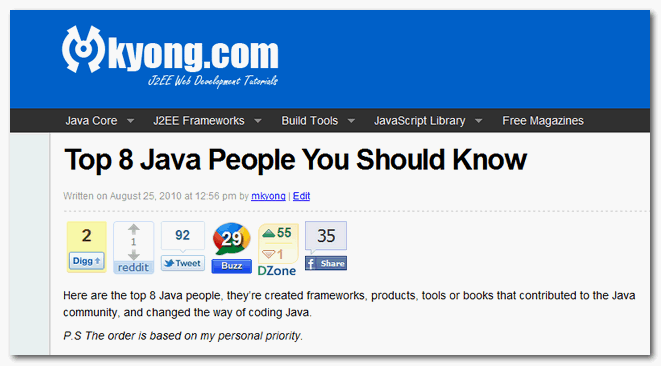 Mkyong.com
J2EE Web Development Tutorials
Java Core J2EE Frameworks Build Tools JavaScript Library Free Magazines
Top 8 Java People You Should Know
Written on August 25, 2010 at 12:56 pm by mkyong | Edit
2 1 92 29 55 35
1
Digg reddit Tweet Buzz DZone Share
Here are the top 8 Java people, they're created frameworks, products, tools or books that contributed to the Java
community, and changed the way of coding Java.
P.S The order is based on my personal priority.